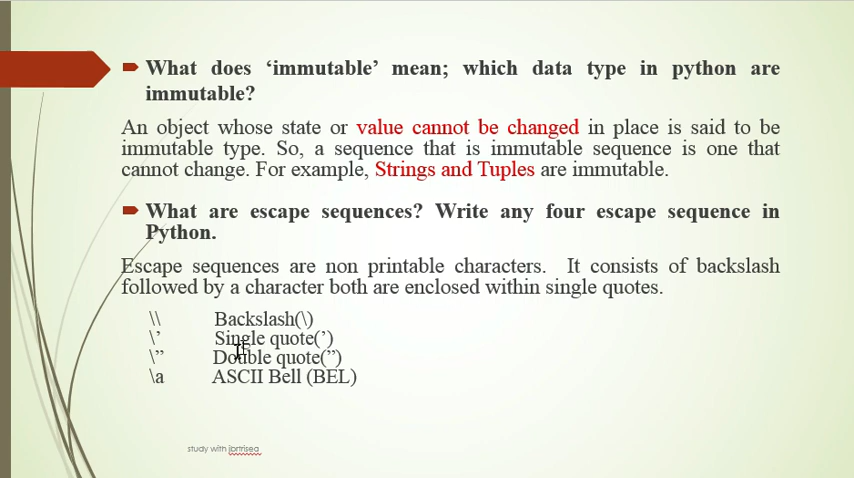 What does ‘immutable’ mean; which data type in python are
immutable?
An object whose state or value cannot be changed in place is said to be
immutable type. So, a sequence that is immutable sequence is one that
cannot change. For example, Strings and Tuples are immutable.
What are escape sequences? Write any four escape sequence in
Python.
Escape sequences are non printable characters. It consists of backslash
followed by a character both are enclosed within single quotes.
\\ Backslash(\)
\’ Single quote(’)
\” Double quote(”)
\a ASCII Bell (BEL)
study with